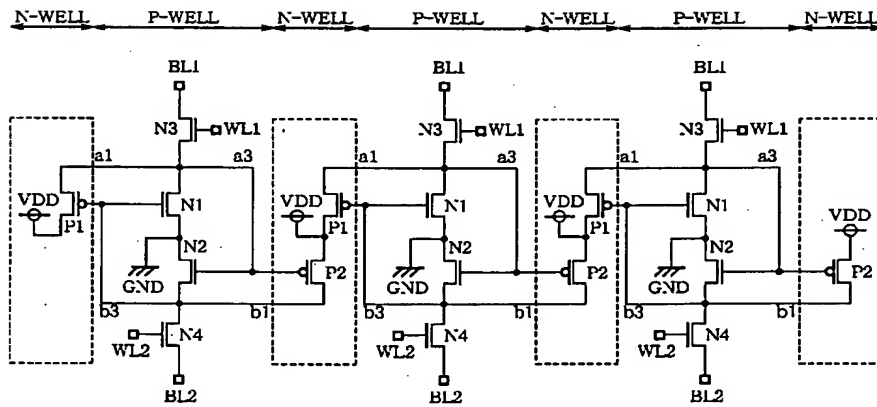 N-WELL P-WELL N-WELL P-WELL N-WELL P-WELL N-WELL
BL1 BL1 BL1
N3 WL1 N3 WL1 N3 WL1
a1 a3 a1 a3 a1 a3
VDD P1 N1 VDD P1 N1 VDD P1 N1 VDD
N2 N2 N2
GND P2 GND P2 GND P2
b3 b1 b3 b1 b3 b1
WL2 N4 WL2 N4 WL2 N4
BL2 BL2 BL2